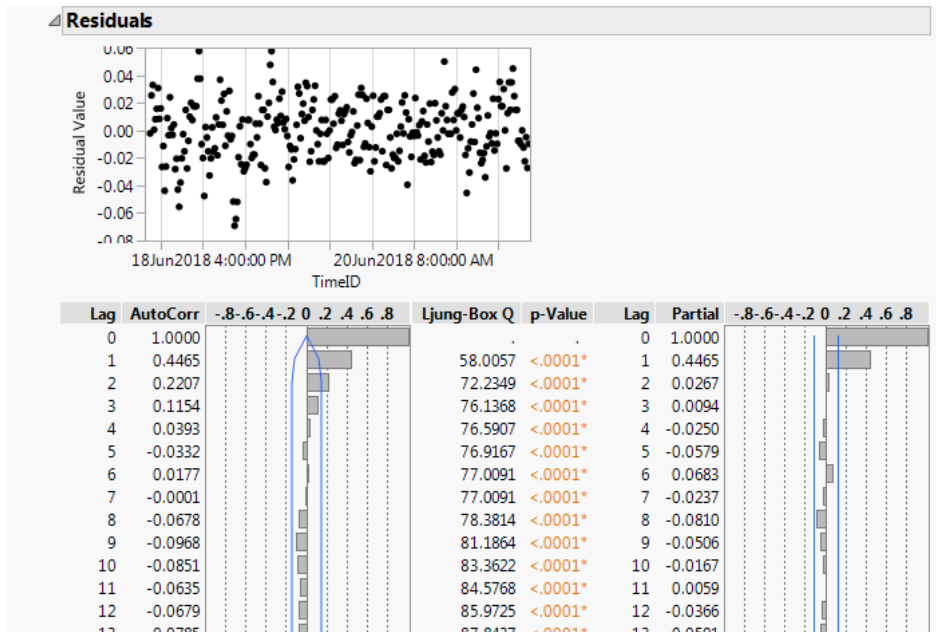 Residuals
0.06
0.04
0.02
0.00
-0.02
-0.04
-0.06
-0.08
Residual Value
18Jun2018 4:00:00 PM 20Jun2018 8:00:00 AM
TimeID
Lag AutoCorr -.8-.6-.4-.2 0 .2 .4 .6 .8 Ljung-Box Q p-Value Lag Partial -.8-.6-.4-.2 0 .2 .4 .6 .8
0 1.0000 . . 0 1.0000
1 0.4465 58.0057 <.0001* 1 0.4465
2 0.2207 72.2349 <.0001* 2 0.0267
3 0.1154 76.1368 <.0001* 3 0.0094
4 0.0393 76.5907 <.0001* 4 -0.0250
5 -0.0332 76.9167 <.0001* 5 -0.0579
6 0.0177 77.0091 <.0001* 6 0.0683
7 -0.0001 77.0091 <.0001* 7 -0.0237
8 -0.0678 78.3814 <.0001* 8 -0.0810
9 -0.0968 81.1864 <.0001* 9 -0.0506
10 -0.0851 83.3622 <.0001* 10 -0.0167
11 -0.0635 84.5768 <.0001* 11 0.0059
12 -0.0679 85.9725 <.0001* 12 -0.0366